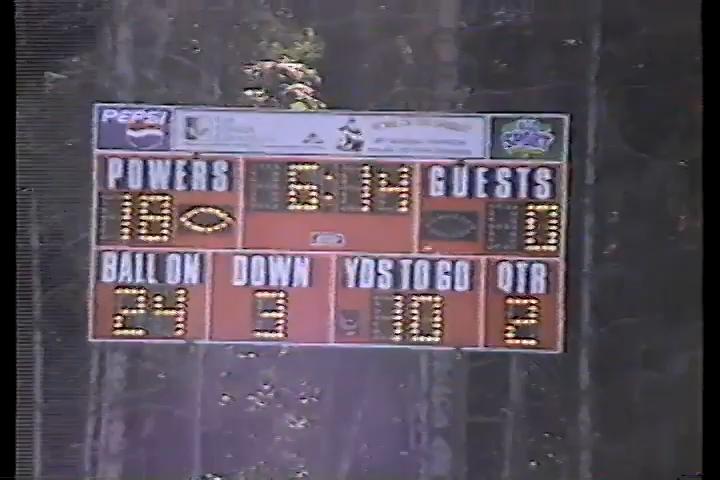 PEPSI
POWERS 6:14 GUESTS
18 0
BALL ON DOWN YDS TO GO QTR
24 3 10 2